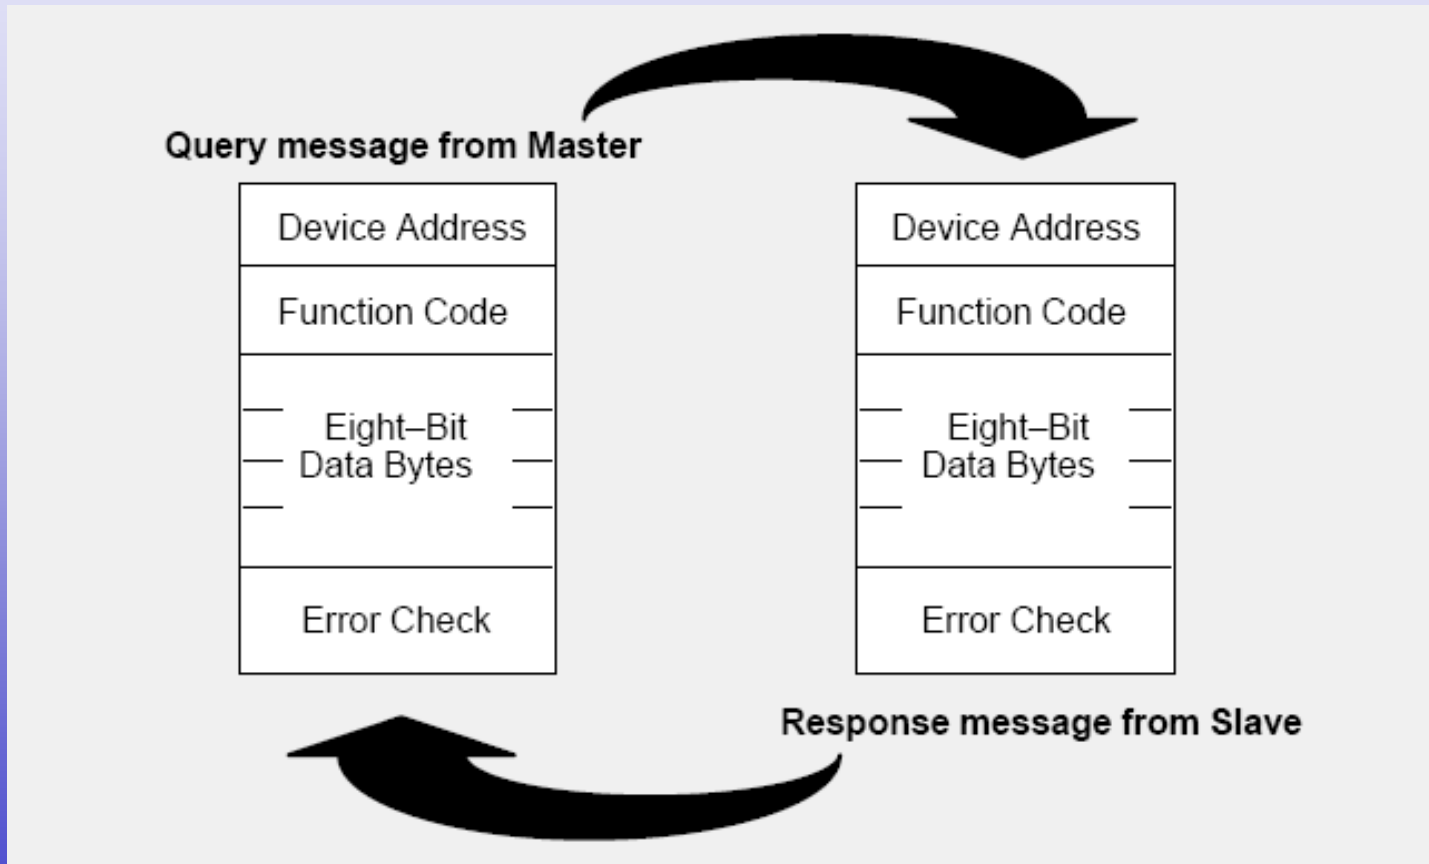 Query message from Master
Device Address
Function Code
Eight–Bit
Data Bytes
Error Check
Device Address
Function Code
Eight–Bit
Data Bytes
Error Check
Response message from Slave